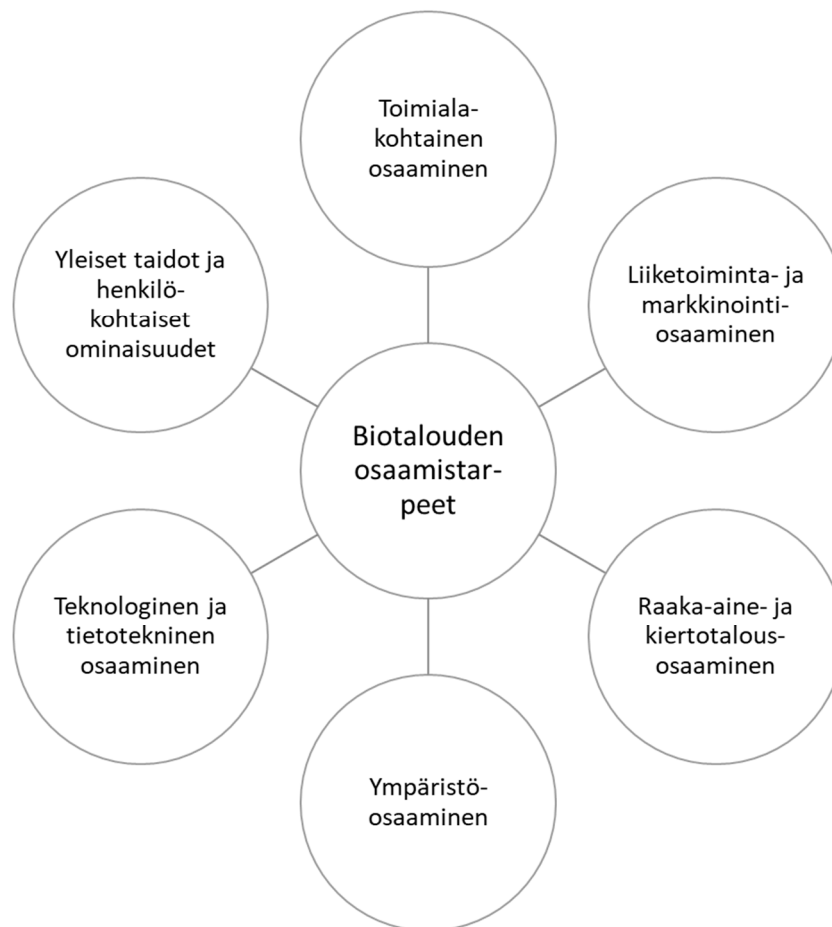 Toimiala-
kohtainen
osaaminen
Yleiset taidot ja
henkilö-
kohtaiset
ominaisuudet
Liiketoiminta- ja
markkinointi-
osaaminen
Biotalouden
osaamistar-
peet
Teknologinen ja
tietotekninen
osaaminen
Raaka-aine- ja
kiertotalous-
osaaminen
Ympäristö-
osaaminen